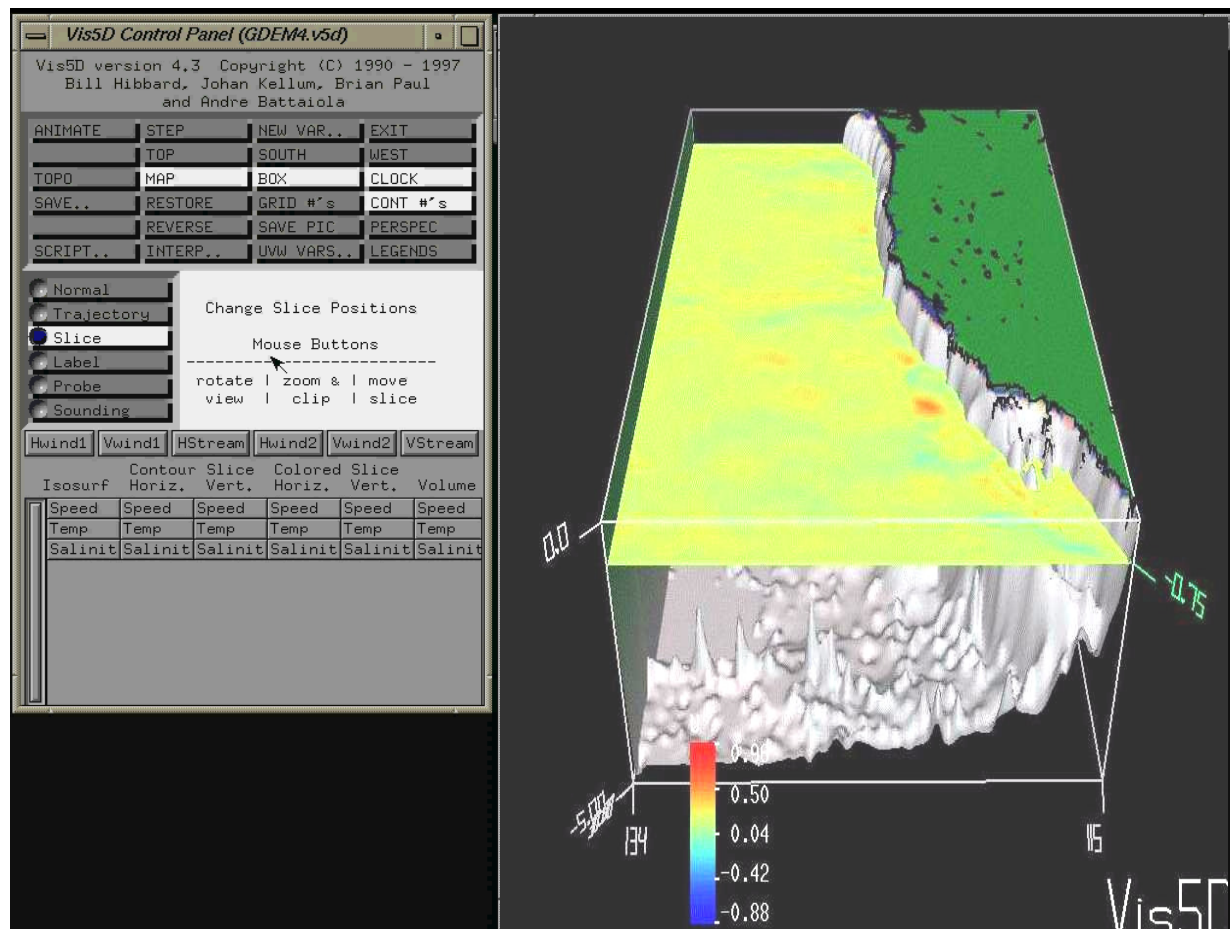 Vis5D Control Panel (GDEM4.v5d)
Vis5D version 4.3 Copyright (C) 1990 - 1997
Bill Hibbard, Johan Kellum, Brian Paul
and Andre Battaiola
ANIMATE STEP NEW VAR.. EXIT
TOP SOUTH WEST
TOPO MAP BOX CLOCK
SAVE.. RESTORE GRID #'s CONT #'s
REVERSE SAVE PIC PERSPEC
SCRIPT.. INTERP.. UVW VARS.. LEGENDS
Normal
Trajectory
Slice
Label
Probe
Sounding
Change Slice Positions
Mouse Buttons
rotate | zoom & | move
view | clip | slice
Hwind1 Vwind1 HStream Hwind2 Vwind2 VStream
Contour Slice Colored Slice
Isosurf Horiz. Vert. Horiz. Vert. Volume
Speed Speed Speed Speed Speed Speed
Temp Temp Temp Temp Temp Temp
Salinit Salinit Salinit Salinit Salinit Salinit
0.0
-0.75
134
115
0.96
0.50
0.04
-0.42
-0.88
Vis5D